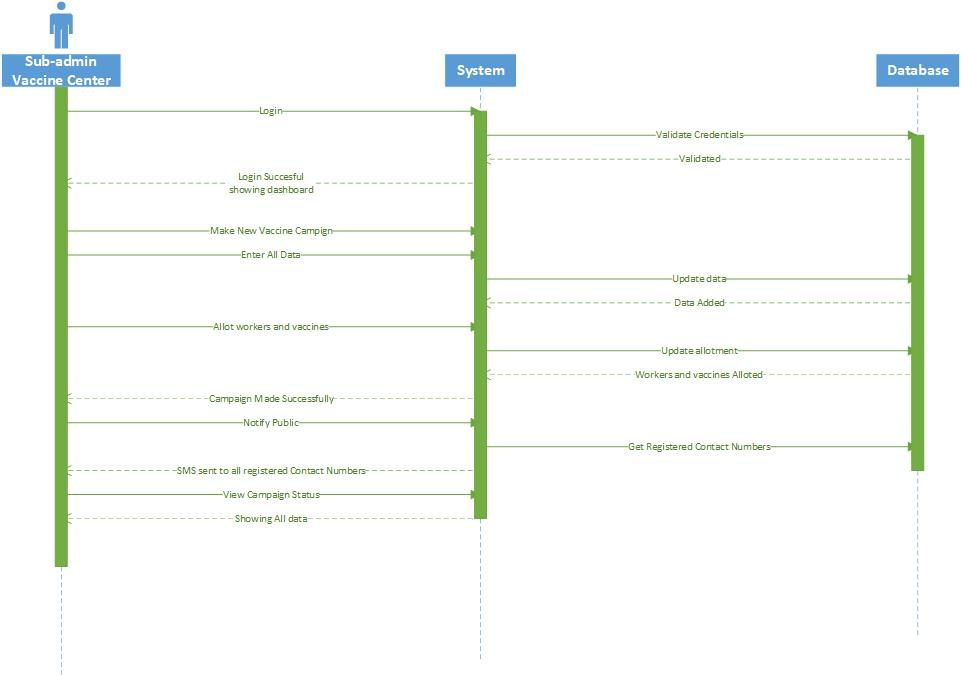 Sub-admin
Vaccine Center
System
Database
Login
Validate Credentials
Validated
Login Succesful
showing dashboard
Make New Vaccine Campign
Enter All Data
Update data
Data Added
Allot workers and vaccines
Update allotment
Workers and vaccines Alloted
Campaign Made Successfully
Notify Public
Get Registered Contact Numbers
SMS sent to all registered Contact Numbers
View Campaign Status
Showing All data